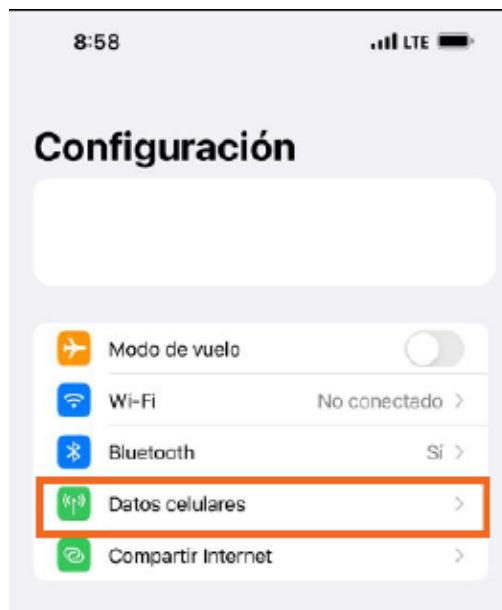 8:58 LTE
Configuración
Modo de vuelo
Wi-Fi No conectado
Bluetooth Sí
Datos celulares
Compartir Internet